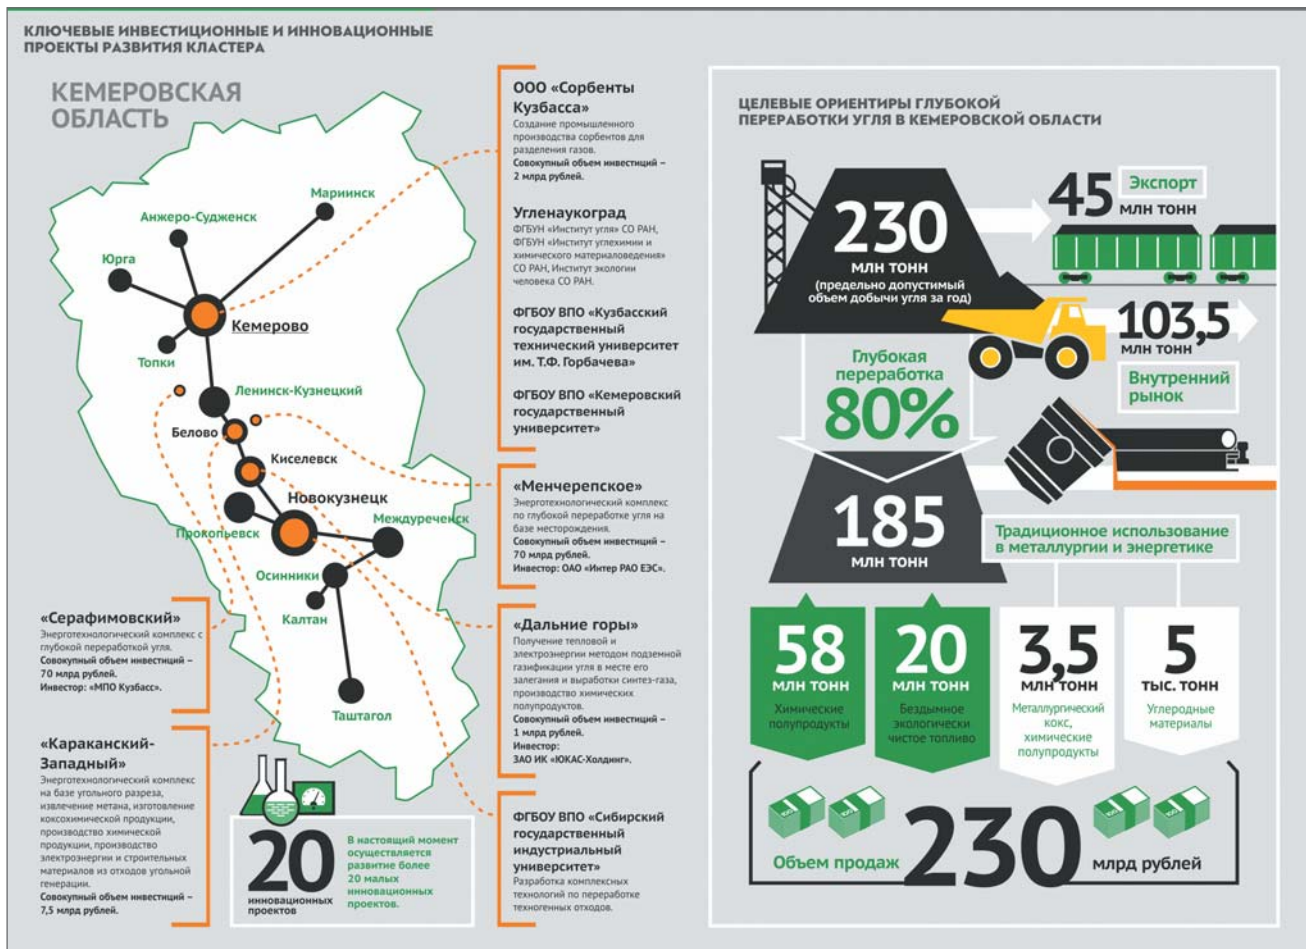 КЛЮЧЕВЫЕ ИНВЕСТИЦИОННЫЕ И ИННОВАЦИОННЫЕ
ПРОЕКТЫ РАЗВИТИЯ КЛАСТЕРА
КЕМЕРОВСКАЯ
ОБЛАСТЬ
Мариинск
Анжеро-Судженск
Юрга
Кемерово
Топки
Ленинск-Кузнецкий
Белово
Киселевск
Новокузнецк
Прокопьевск
Междуреченск
Осинники
Калтан
Таштагол
«Серафимовский»
Энерготехнологический комплекс с
глубокой переработкой угля.
Совокупный объем инвестиций –
70 млрд рублей.
Инвестор: «МПО Кузбасс».
«Караканский-
Западный»
Энерготехнологический комплекс
на базе угольного разреза,
извлечение метана, изготовление
коксохимической продукции,
производство химической
продукции, производство
электроэнергии и строительных
материалов из отходов угольной
генерации.
Совокупный объем инвестиций –
7,5 млрд рублей.
20
инновационных
проектов
В настоящий момент
осуществляется
развитие более
20 малых
инновационных
проектов.
ООО «Сорбенты
Кузбасса»
Создание промышленного
производства сорбентов для
разделения газов.
Совокупный объем инвестиций –
2 млрд рублей.
Угленаукоград
ФГБУН «Институт угля» СО РАН,
ФГБУН «Институт углехимии и
химического материаловедения»
СО РАН, Институт экологии
человека СО РАН.
ФГБОУ ВПО «Кузбасский
государственный
технический университет
им. Т.Ф. Горбачева»
ФГБОУ ВПО «Кемеровский
государственный
университет»
«Менчерепское»
Энерготехнологический комплекс
по глубокой переработке угля на
базе месторождения.
Совокупный объем инвестиций –
70 млрд рублей.
Инвестор: ОАО «Интер РАО ЕЭС».
«Дальние горы»
Получение тепловой и
электроэнергии методом подземной
газификации угля в месте его
залегания и выработки синтез-газа,
производство химических
полупродуктов.
Совокупный объем инвестиций –
1 млрд рублей.
Инвестор:
ЗАО ИК «ЮКАС-Холдинг».
ФГБОУ ВПО «Сибирский
государственный
индустриальный
университет»
Разработка комплексных
технологий по переработке
техногенных отходов.
ЦЕЛЕВЫЕ ОРИЕНТИРЫ ГЛУБОКОЙ
ПЕРЕРАБОТКИ УГЛЯ В КЕМЕРОВСКОЙ ОБЛАСТИ
230
млн тонн
(предельно допустимый
объем добычи угля за год)
45
млн тонн
Экспорт
103,5
млн тонн
Внутренний
рынок
Глубокая
переработка
80%
185
млн тонн
Традиционное использование
в металлургии и энергетике
58
млн тонн
Химические
полупродукты
20
млн тонн
Бездымное
экологически
чистое топливо
3,5
млн тонн
Металлургический
кокс,
химические
полупродукты
5
тыс. тонн
Углеродные
материалы
Объем продаж
230
млрд рублей